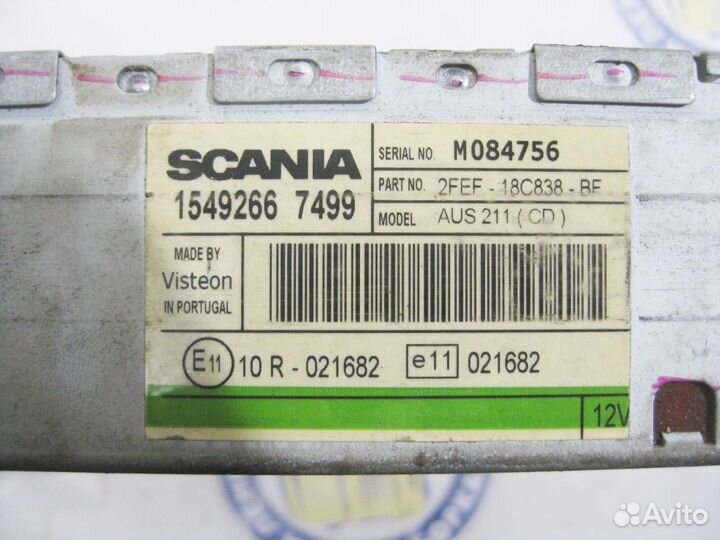 SCANIA
1549266 7499
SERIAL NO. M084756
PART NO. 2FEF - 18C838 - BE
MODEL AUS 211 ( CD )
MADE BY
Visteon
IN PORTUGAL
E11 10 R - 021682 e11 021682
12V
Avito